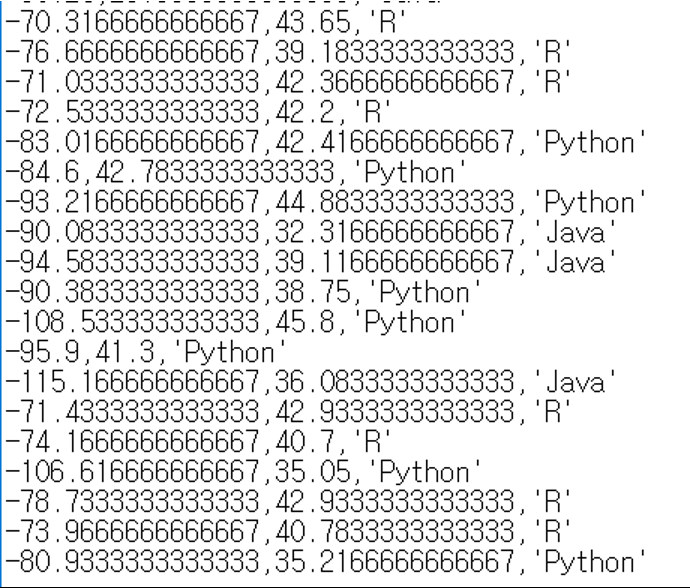 -70.3166666666667,43.65,'R'
-76.6666666666667,39.1833333333333,'R'
-71.0333333333333,42.3666666666667,'R'
-72.5333333333333,42.2,'R'
-83.0166666666667,42.4166666666667,'Python'
-84.6,42.7833333333333,'Python'
-93.2166666666667,44.8833333333333,'Python'
-90.0833333333333,32.3166666666667,'Java'
-94.5833333333333,39.1166666666667,'Java'
-90.3833333333333,38.75,'Python'
-108.533333333333,45.8,'Python'
-95.9,41.3,'Python'
-115.166666666667,36.0833333333333,'Java'
-71.4333333333333,42.9333333333333,'R'
-74.1666666666667,40.7,'R'
-106.616666666667,35.05,'Python'
-78.7333333333333,42.9333333333333,'R'
-73.9666666666667,40.7833333333333,'R'
-80.9333333333333,35.2166666666667,'Python'